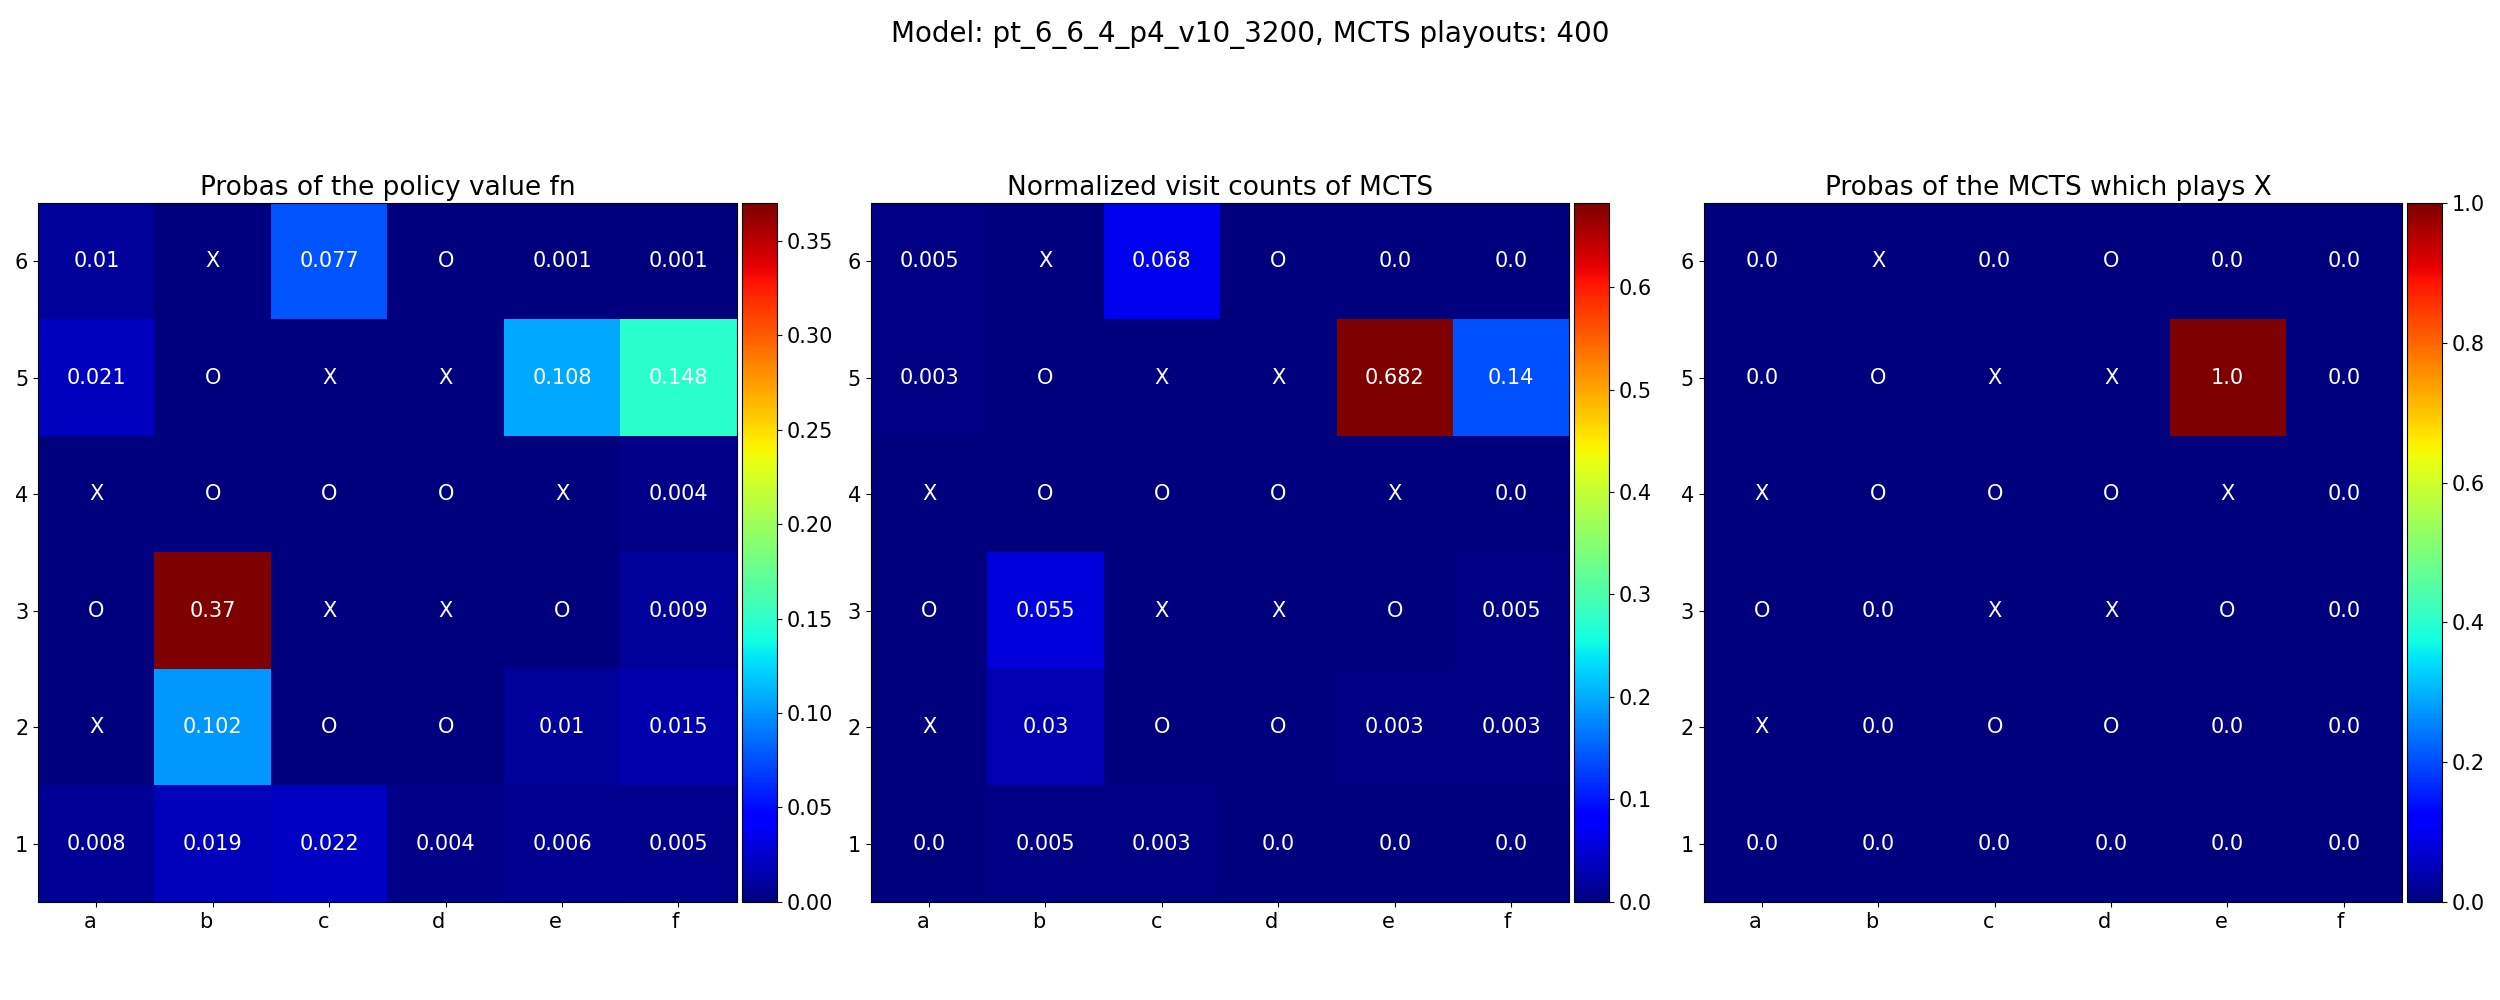 Model: pt_6_6_4_p4_v10_3200, MCTS playouts: 400
Probas of the policy value fn
6 0.01 X 0.077 O 0.001 0.001
5 0.021 O X X 0.108 0.148
4 X O O O X 0.004
3 O 0.37 X X O 0.009
2 X 0.102 O O 0.01 0.015
1 0.008 0.019 0.022 0.004 0.006 0.005
a b c d e f
0.35
0.30
0.25
0.20
0.15
0.10
0.05
0.00
Normalized visit counts of MCTS
6 0.005 X 0.068 O 0.0 0.0
5 0.003 O X X 0.682 0.14
4 X O O O X 0.0
3 O 0.055 X X O 0.005
2 X 0.03 O O 0.003 0.003
1 0.0 0.005 0.003 0.0 0.0 0.0
a b c d e f
0.6
0.5
0.4
0.3
0.2
0.1
0.0
Probas of the MCTS which plays X
6 0.0 X 0.0 O 0.0 0.0
5 0.0 O X X 1.0 0.0
4 X O O O X 0.0
3 O 0.0 X X O 0.0
2 X 0.0 O O 0.0 0.0
1 0.0 0.0 0.0 0.0 0.0 0.0
a b c d e f
1.0
0.8
0.6
0.4
0.2
0.0